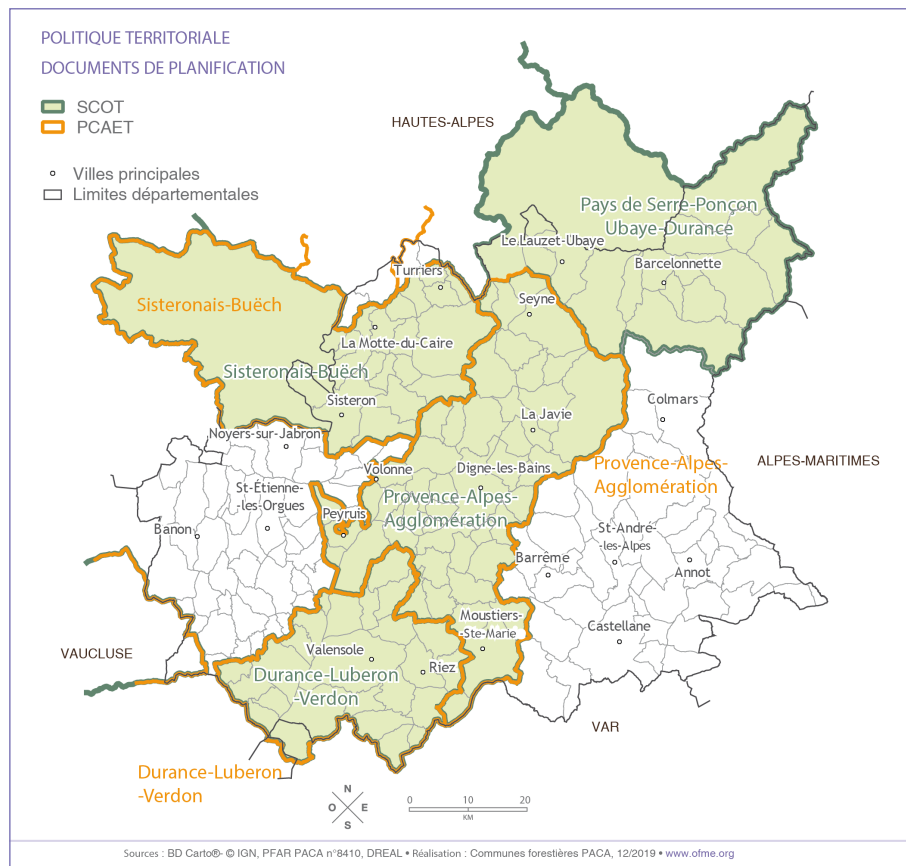 POLITIQUE TERRITORIALE
DOCUMENTS DE PLANIFICATION
SCOT
PCAET
Villes principales
Limites départementales
HAUTES-ALPES
Pays de Serre-Ponçon
Ubaye-Durance
Le Lauzet-Ubaye
Barcelonnette
Turriers
Seyne
Sisteronais-Buëch
La Motte-du-Caire
Sisteronais-Buëch
Sisteron
Colmars
La Javie
Noyers-sur-Jabron
ALPES-MARITIMES
Volonne
Digne-les-Bains
Provence-Alpes-
Agglomération
St-Étienne
-les-Orgues
Provence-Alpes-
Agglomération
Peyruis
Banon
St-André-
-les-Alpes
Barrême
Annot
Moustiers-
-Ste-Marie
Castellane
VAUCLUSE
Valensole
Riez
Durance-Luberon
-Verdon
VAR
Durance-Luberon
-Verdon
N
O E
S
0 10 20
KM
Sources : BD Carto®- © IGN, PFAR PACA n°8410, DREAL • Réalisation : Communes forestières PACA, 12/2019 • www.ofme.org